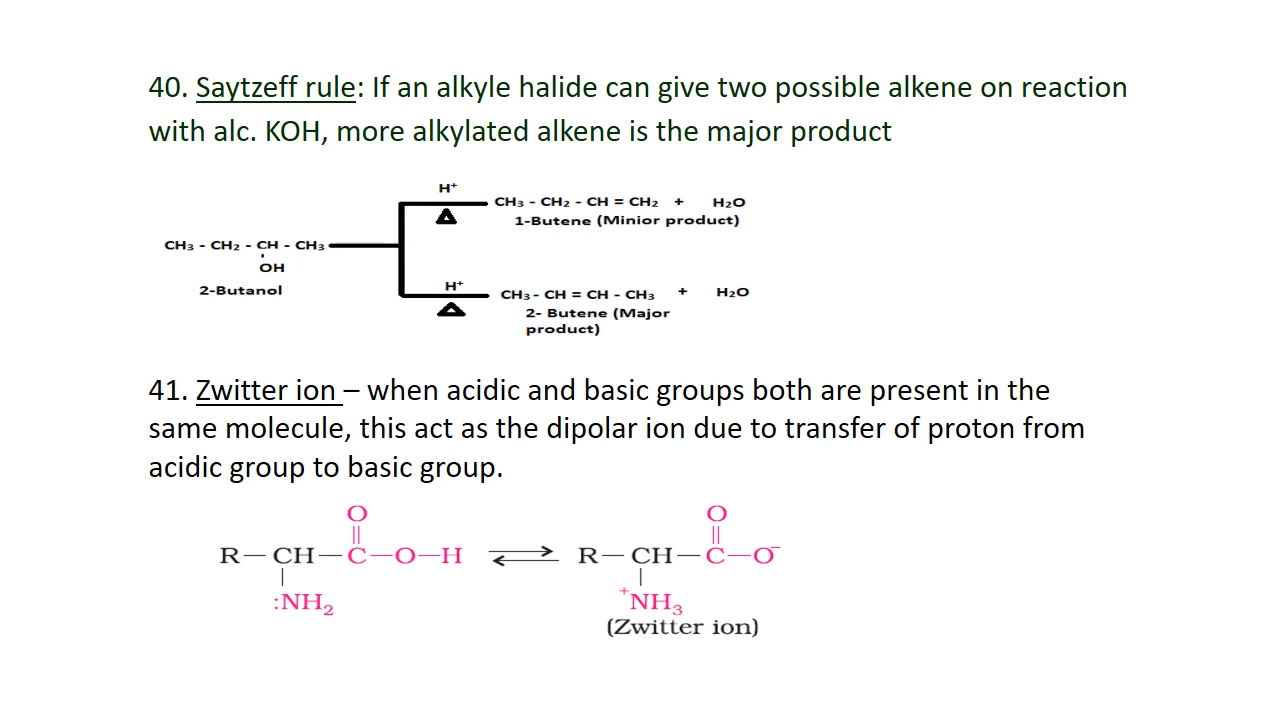 40. Saytzeff rule: If an alkyle halide can give two possible alkene on reaction
with alc. KOH, more alkylated alkene is the major product
H⁺
CH₃ - CH₂ - CH = CH₂ + H₂O
Δ
1-Butene (Minior product)
CH₃ - CH₂ - CH - CH₃
OH
2-Butanol
H⁺
CH₃ - CH = CH - CH₃ + H₂O
Δ
2- Butene (Major
product)
41. Zwitter ion – when acidic and basic groups both are present in the
same molecule, this act as the dipolar ion due to transfer of proton from
acidic group to basic group.
O O
||  ||
R—CH—C—O—H ⇌ R—CH—C—O⁻
| |
:NH₂ ⁺NH₃
(Zwitter ion)